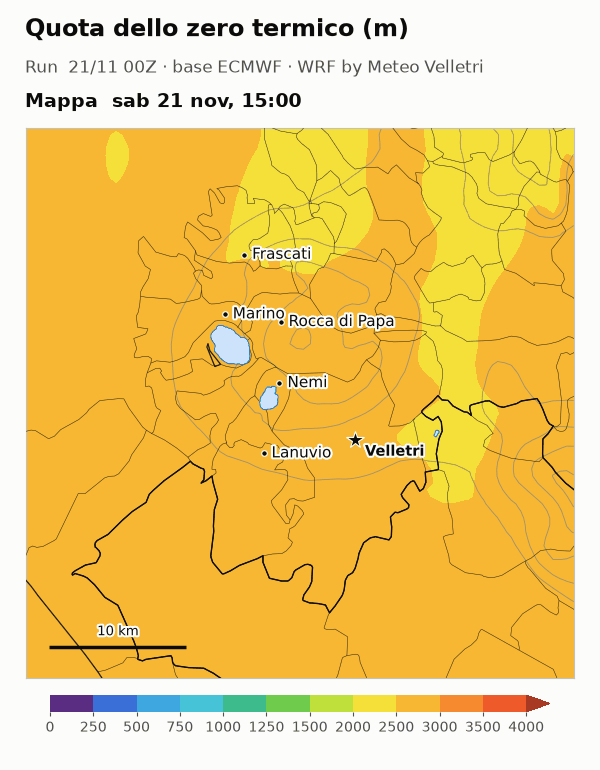 Quota dello zero termico (m)
Run 21/11 00Z · base ECMWF · WRF by Meteo Velletri
Mappa sab 21 nov, 15:00
Frascati
Marino
Rocca di Papa
Nemi
Velletri
Lanuvio
10 km
0 250 500 750 1000 1250 1500 2000 2500 3000 3500 4000